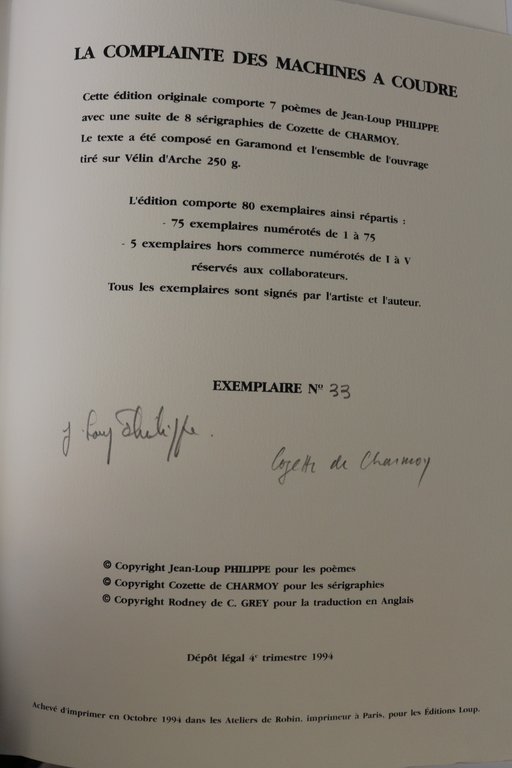 LA COMPLAINTE DES MACHINES A COUDRE
Cette édition originale comporte 7 poèmes de Jean-Loup PHILIPPE
avec une suite de 8 sérigraphies de Cozette de CHARMOY.
Le texte a été composé en Garamond et l'ensemble de l'ouvrage
tiré sur Vélin d'Arche 250 g.
L'édition comporte 80 exemplaires ainsi répartis :
- 75 exemplaires numérotés de 1 à 75
- 5 exemplaires hors commerce numérotés de I à V
réservés aux collaborateurs.
Tous les exemplaires sont signés par l'artiste et l'auteur.
EXEMPLAIRE Nº 33
J. Loup Philippe.
Cozette de Charmoy
© Copyright Jean-Loup PHILIPPE pour les poèmes
© Copyright Cozette de CHARMOY pour les sérigraphies
© Copyright Rodney de C. GREY pour la traduction en Anglais
Dépôt légal 4e trimestre 1994
Achevé d'imprimer en Octobre 1994 dans les Ateliers de Robin, imprimeur à Paris, pour les Éditions Loup.